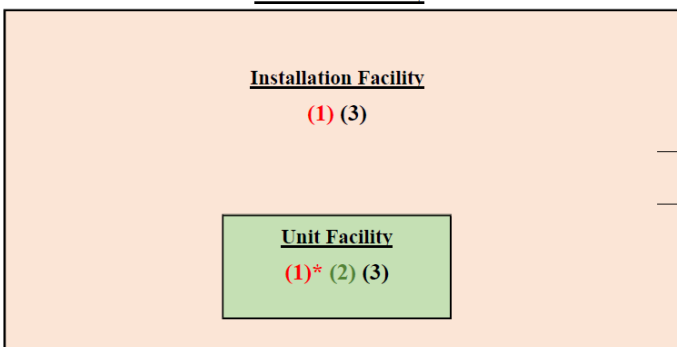 Installation Facility
(1) (3)
Unit Facility
(1)* (2) (3)